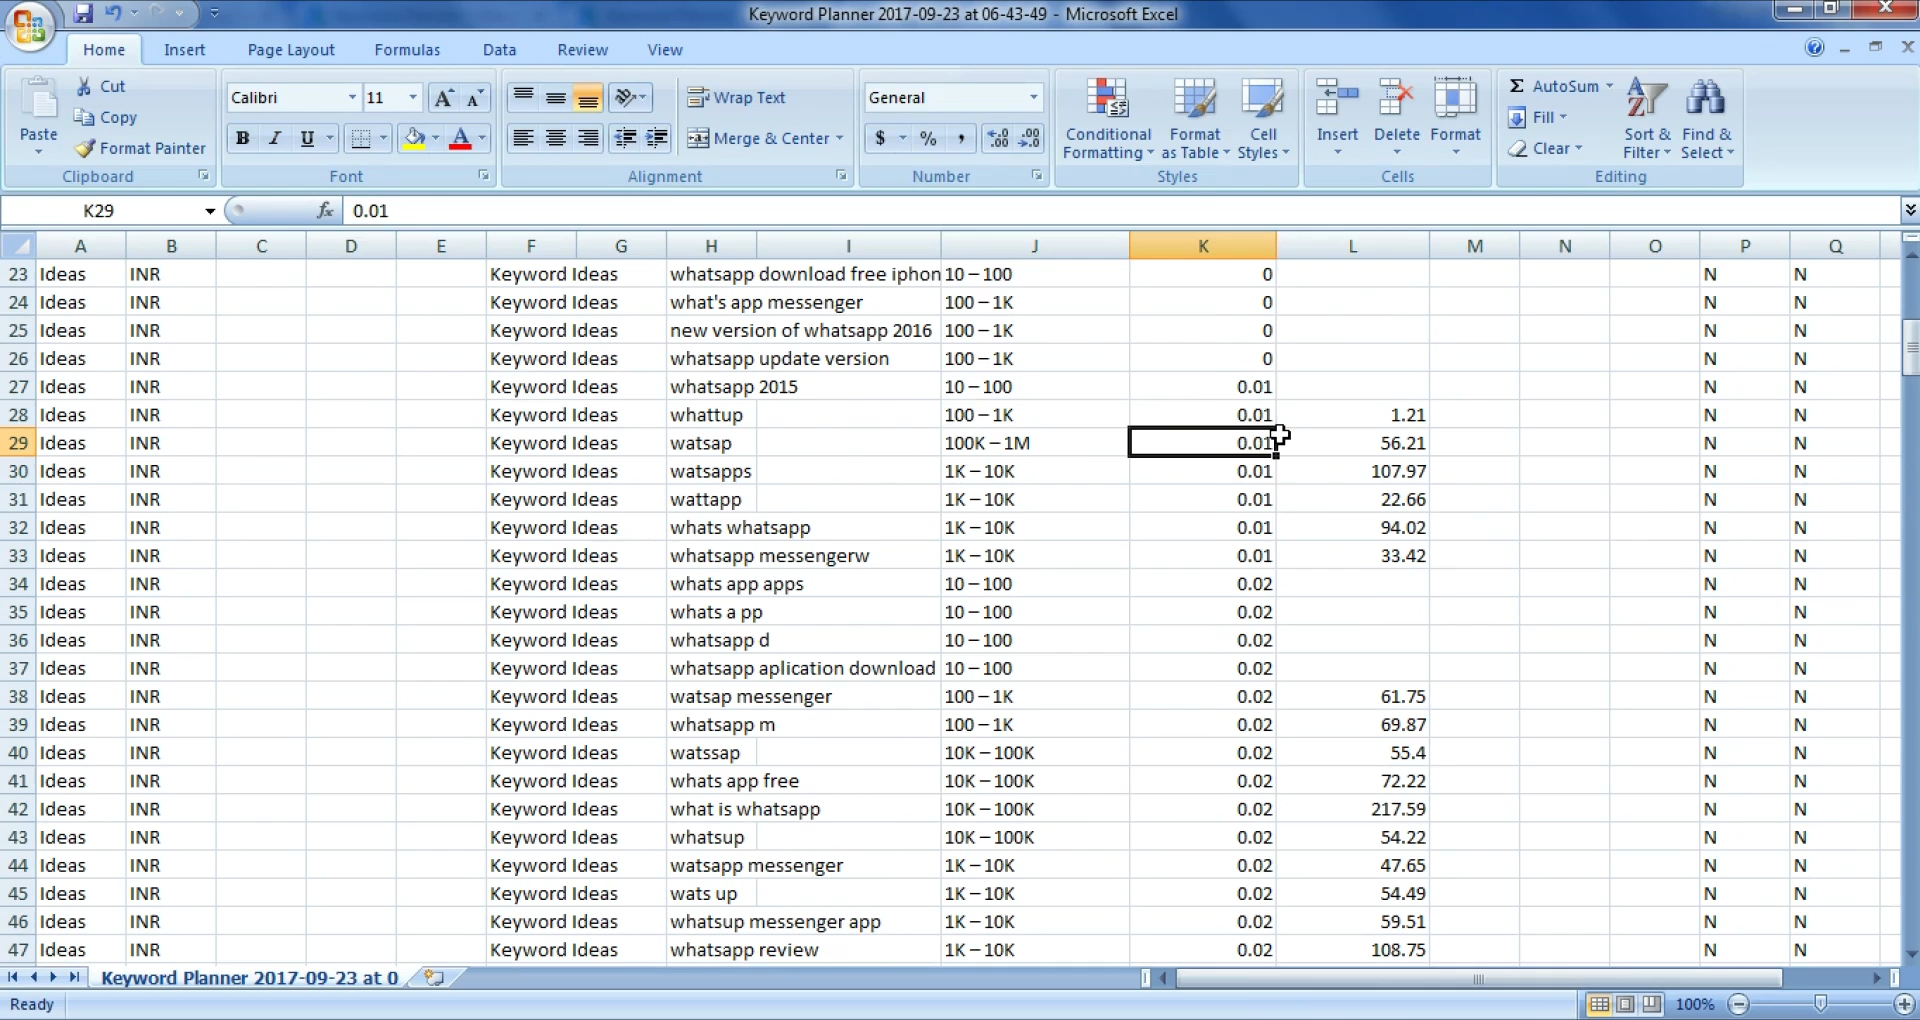 Keyword Planner 2017-09-23 at 06-43-49 - Microsoft Excel
Home Insert Page Layout Formulas Data Review View
Paste Cut Calibri 11 Wrap Text General Conditional Formatting Format as Table Cell Styles Insert Delete Format AutoSum Sort & Filter Find & Select
Copy Fill
Format Painter B I U A Merge & Center $ % , Clear
Clipboard Font Alignment Number Styles Cells Editing
K29 fx 0.01
A B C D E F G H I J K L M N O P Q
23 Ideas INR Keyword Ideas whatsapp download free iphon 10 – 100 0 N N
24 Ideas INR Keyword Ideas what's app messenger 100 – 1K 0 N N
25 Ideas INR Keyword Ideas new version of whatsapp 2016 100 – 1K 0 N N
26 Ideas INR Keyword Ideas whatsapp update version 100 – 1K 0 N N
27 Ideas INR Keyword Ideas whatsapp 2015 10 – 100 0.01 N N
28 Ideas INR Keyword Ideas whattup 100 – 1K 0.01 1.21 N N
29 Ideas INR Keyword Ideas watsap 100K – 1M 0.01 56.21 N N
30 Ideas INR Keyword Ideas watsapps 1K – 10K 0.01 107.97 N N
31 Ideas INR Keyword Ideas wattapp 1K – 10K 0.01 22.66 N N
32 Ideas INR Keyword Ideas whats whatsapp 1K – 10K 0.01 94.02 N N
33 Ideas INR Keyword Ideas whatsapp messengerw 1K – 10K 0.01 33.42 N N
34 Ideas INR Keyword Ideas whats app apps 10 – 100 0.02 N N
35 Ideas INR Keyword Ideas whats a pp 10 – 100 0.02 N N
36 Ideas INR Keyword Ideas whatsapp d 10 – 100 0.02 N N
37 Ideas INR Keyword Ideas whatsapp aplication download 10 – 100 0.02 N N
38 Ideas INR Keyword Ideas watsap messenger 100 – 1K 0.02 61.75 N N
39 Ideas INR Keyword Ideas whatsapp m 100 – 1K 0.02 69.87 N N
40 Ideas INR Keyword Ideas watssap 10K – 100K 0.02 55.4 N N
41 Ideas INR Keyword Ideas whats app free 10K – 100K 0.02 72.22 N N
42 Ideas INR Keyword Ideas what is whatsapp 10K – 100K 0.02 217.59 N N
43 Ideas INR Keyword Ideas whatsup 10K – 100K 0.02 54.22 N N
44 Ideas INR Keyword Ideas watsapp messenger 1K – 10K 0.02 47.65 N N
45 Ideas INR Keyword Ideas wats up 1K – 10K 0.02 54.49 N N
46 Ideas INR Keyword Ideas whatsup messenger app 1K – 10K 0.02 59.51 N N
47 Ideas INR Keyword Ideas whatsapp review 1K – 10K 0.02 108.75 N N
Keyword Planner 2017-09-23 at 0
Ready 100%